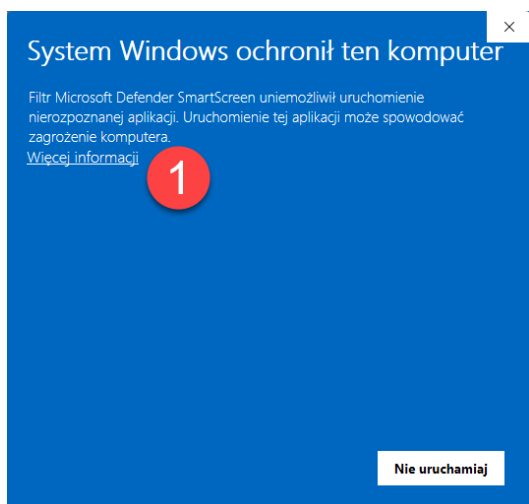 System Windows ochronił ten komputer
Filtr Microsoft Defender SmartScreen uniemożliwił uruchomienie
nierozpoznanej aplikacji. Uruchomienie tej aplikacji może spowodować
zagrożenie komputera.
Więcej informacji
1
Nie uruchamiaj